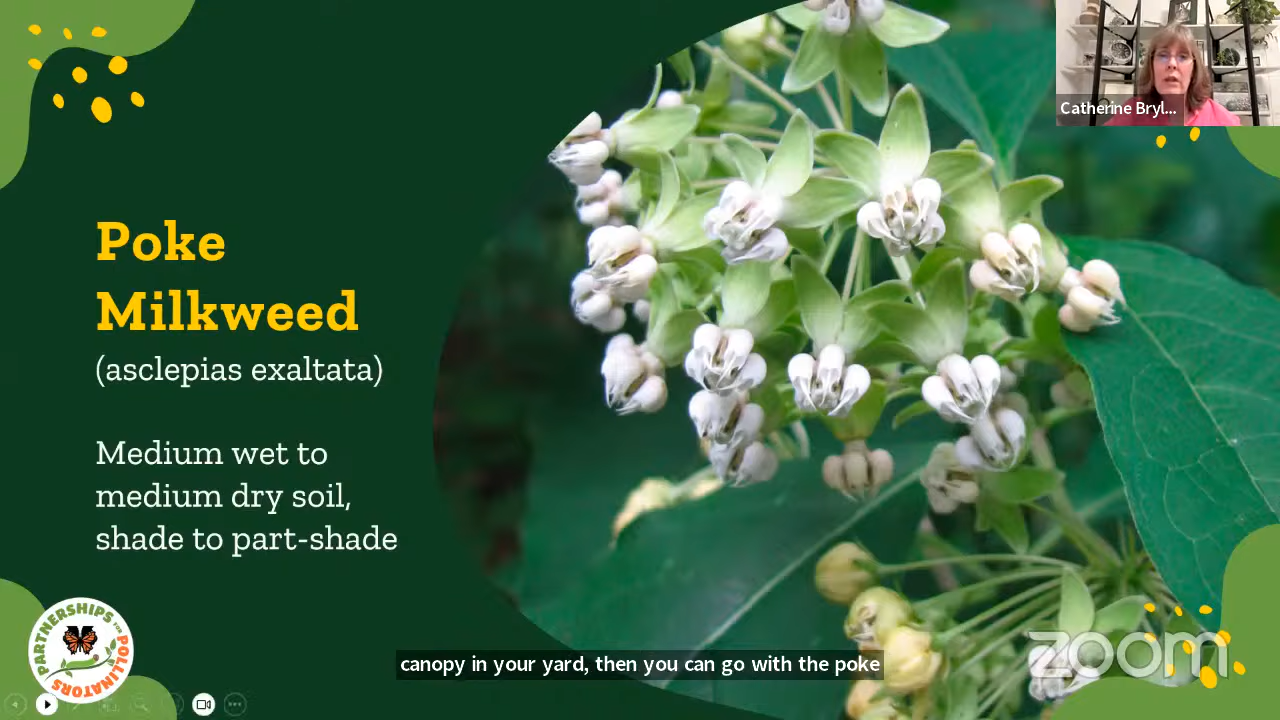 Poke
Milkweed
(asclepias exaltata)
Medium wet to
medium dry soil,
shade to part-shade
Catherine Bryl...
PARTNERSHIPS FOR
POLLINATORS
canopy in your yard, then you can go with the poke
zoom